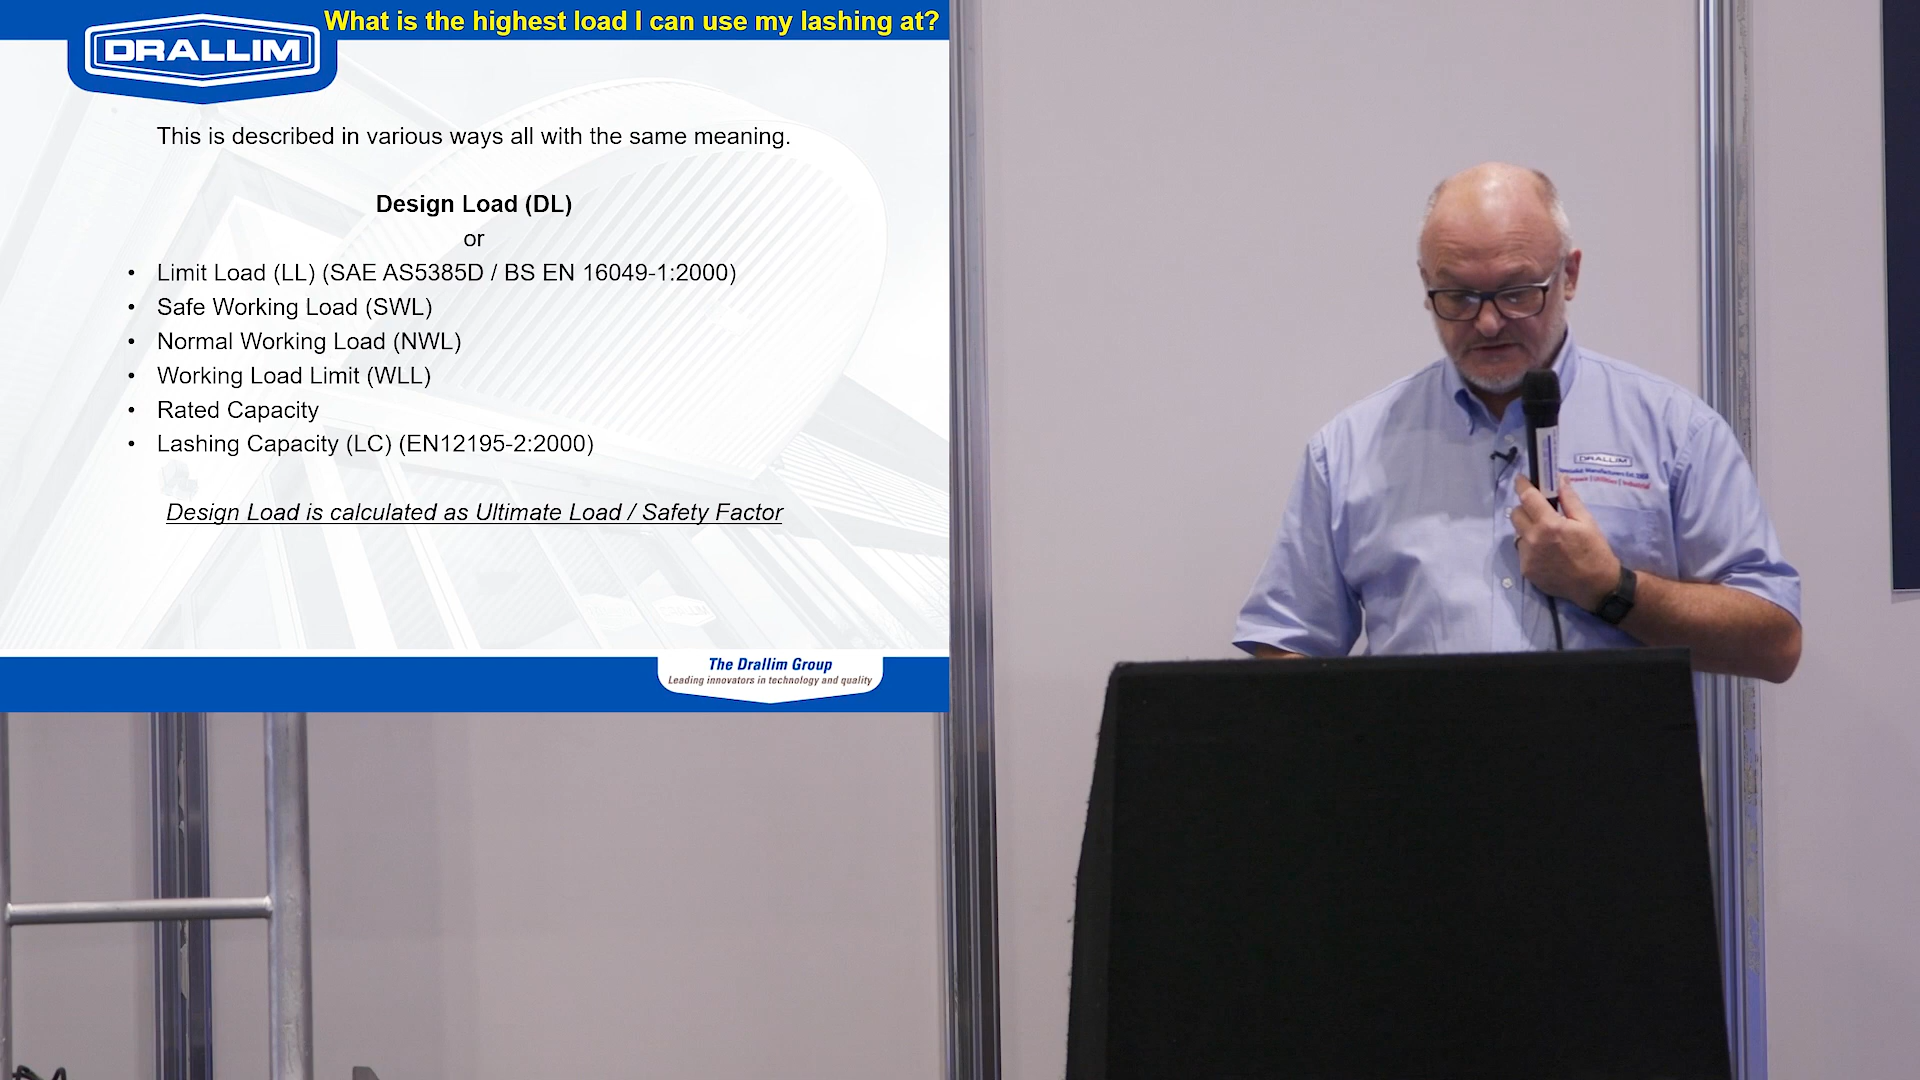 What is the highest load I can use my lashing at?
DRALLIM
This is described in various ways all with the same meaning.
Design Load (DL)
or
• Limit Load (LL) (SAE AS5385D / BS EN 16049-1:2000)
• Safe Working Load (SWL)
• Normal Working Load (NWL)
• Working Load Limit (WLL)
• Rated Capacity
• Lashing Capacity (LC) (EN12195-2:2000)
Design Load is calculated as Ultimate Load / Safety Factor
The Drallim Group
Leading innovators in technology and quality
DRALLIM
Utilities | Industrial